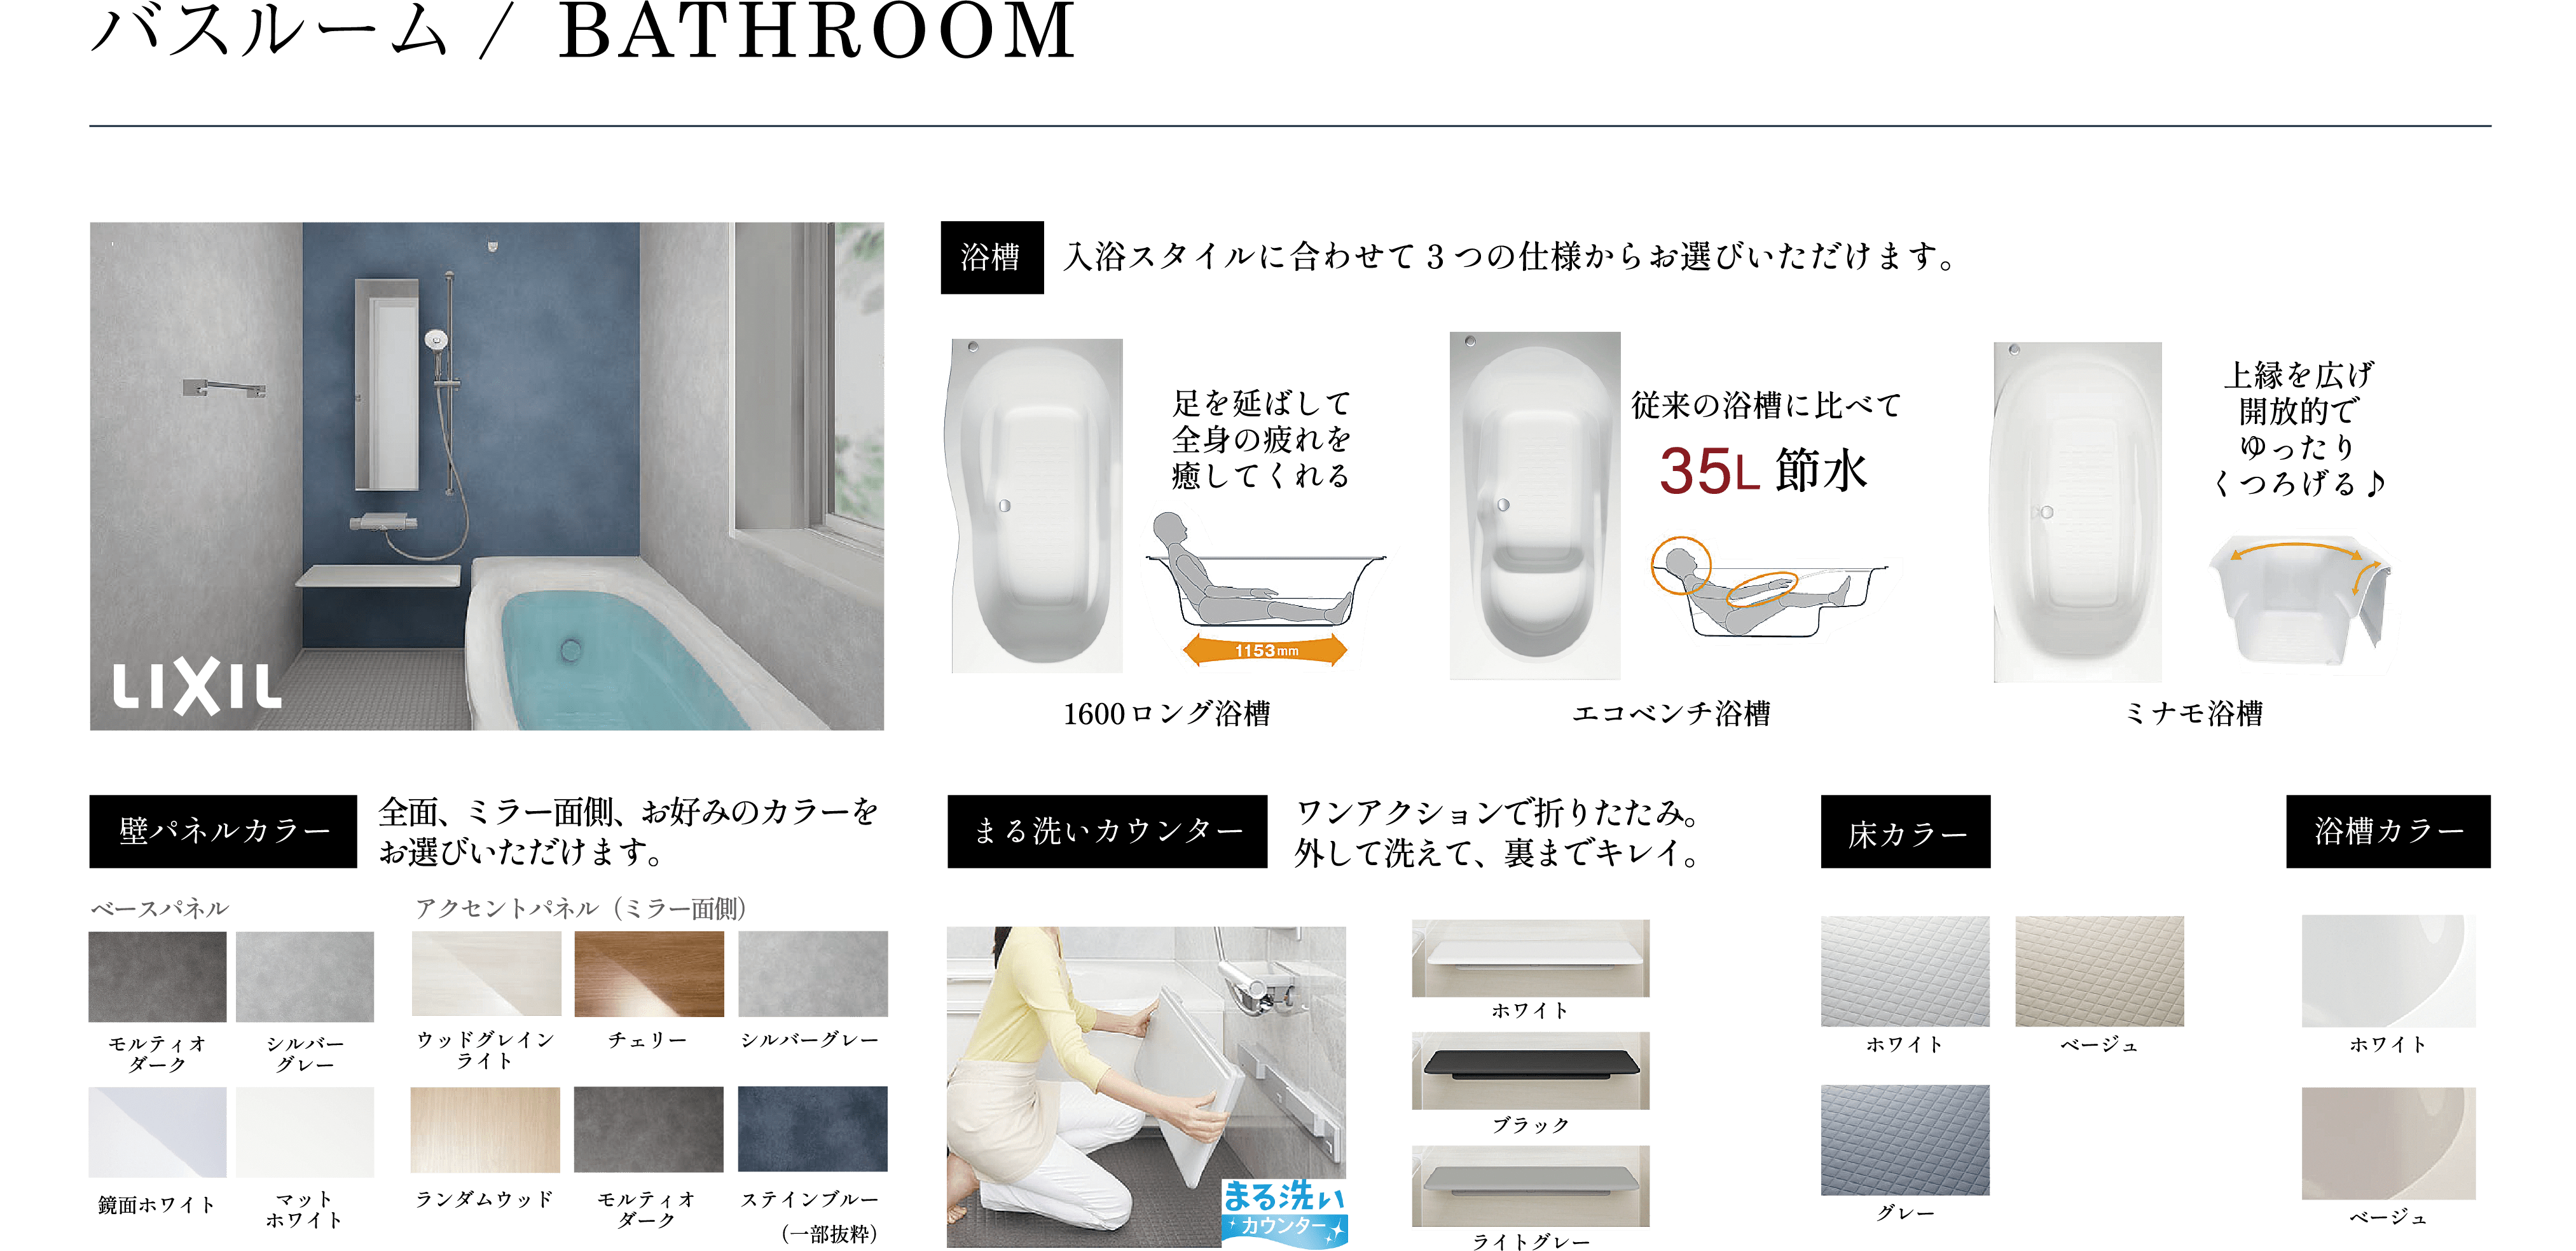 バスルーム / BATHROOM
LIXIL
浴槽
入浴スタイルに合わせて３つの仕様からお選びいただけます。
足を延ばして
全身の疲れを
癒してくれる
1153mm
1600ロング浴槽
従来の浴槽に比べて
35L 節水
エコベンチ浴槽
上縁を広げ
開放的で
ゆったり
くつろげる♪
ミナモ浴槽
壁パネルカラー
全面、ミラー面側、お好みのカラーを
お選びいただけます。
ベースパネル
モルティオ
ダーク
シルバー
グレー
鏡面ホワイト
マット
ホワイト
アクセントパネル（ミラー面側）
ウッドグレイン
ライト
チェリー
シルバーグレー
ランダムウッド
モルティオ
ダーク
ステインブルー
（一部抜粋）
まる洗いカウンター
ワンアクションで折りたたみ。
外して洗えて、裏までキレイ。
まる洗い
カウンター
ホワイト
ブラック
ライトグレー
床カラー
ホワイト
ベージュ
グレー
浴槽カラー
ホワイト
ベージュ